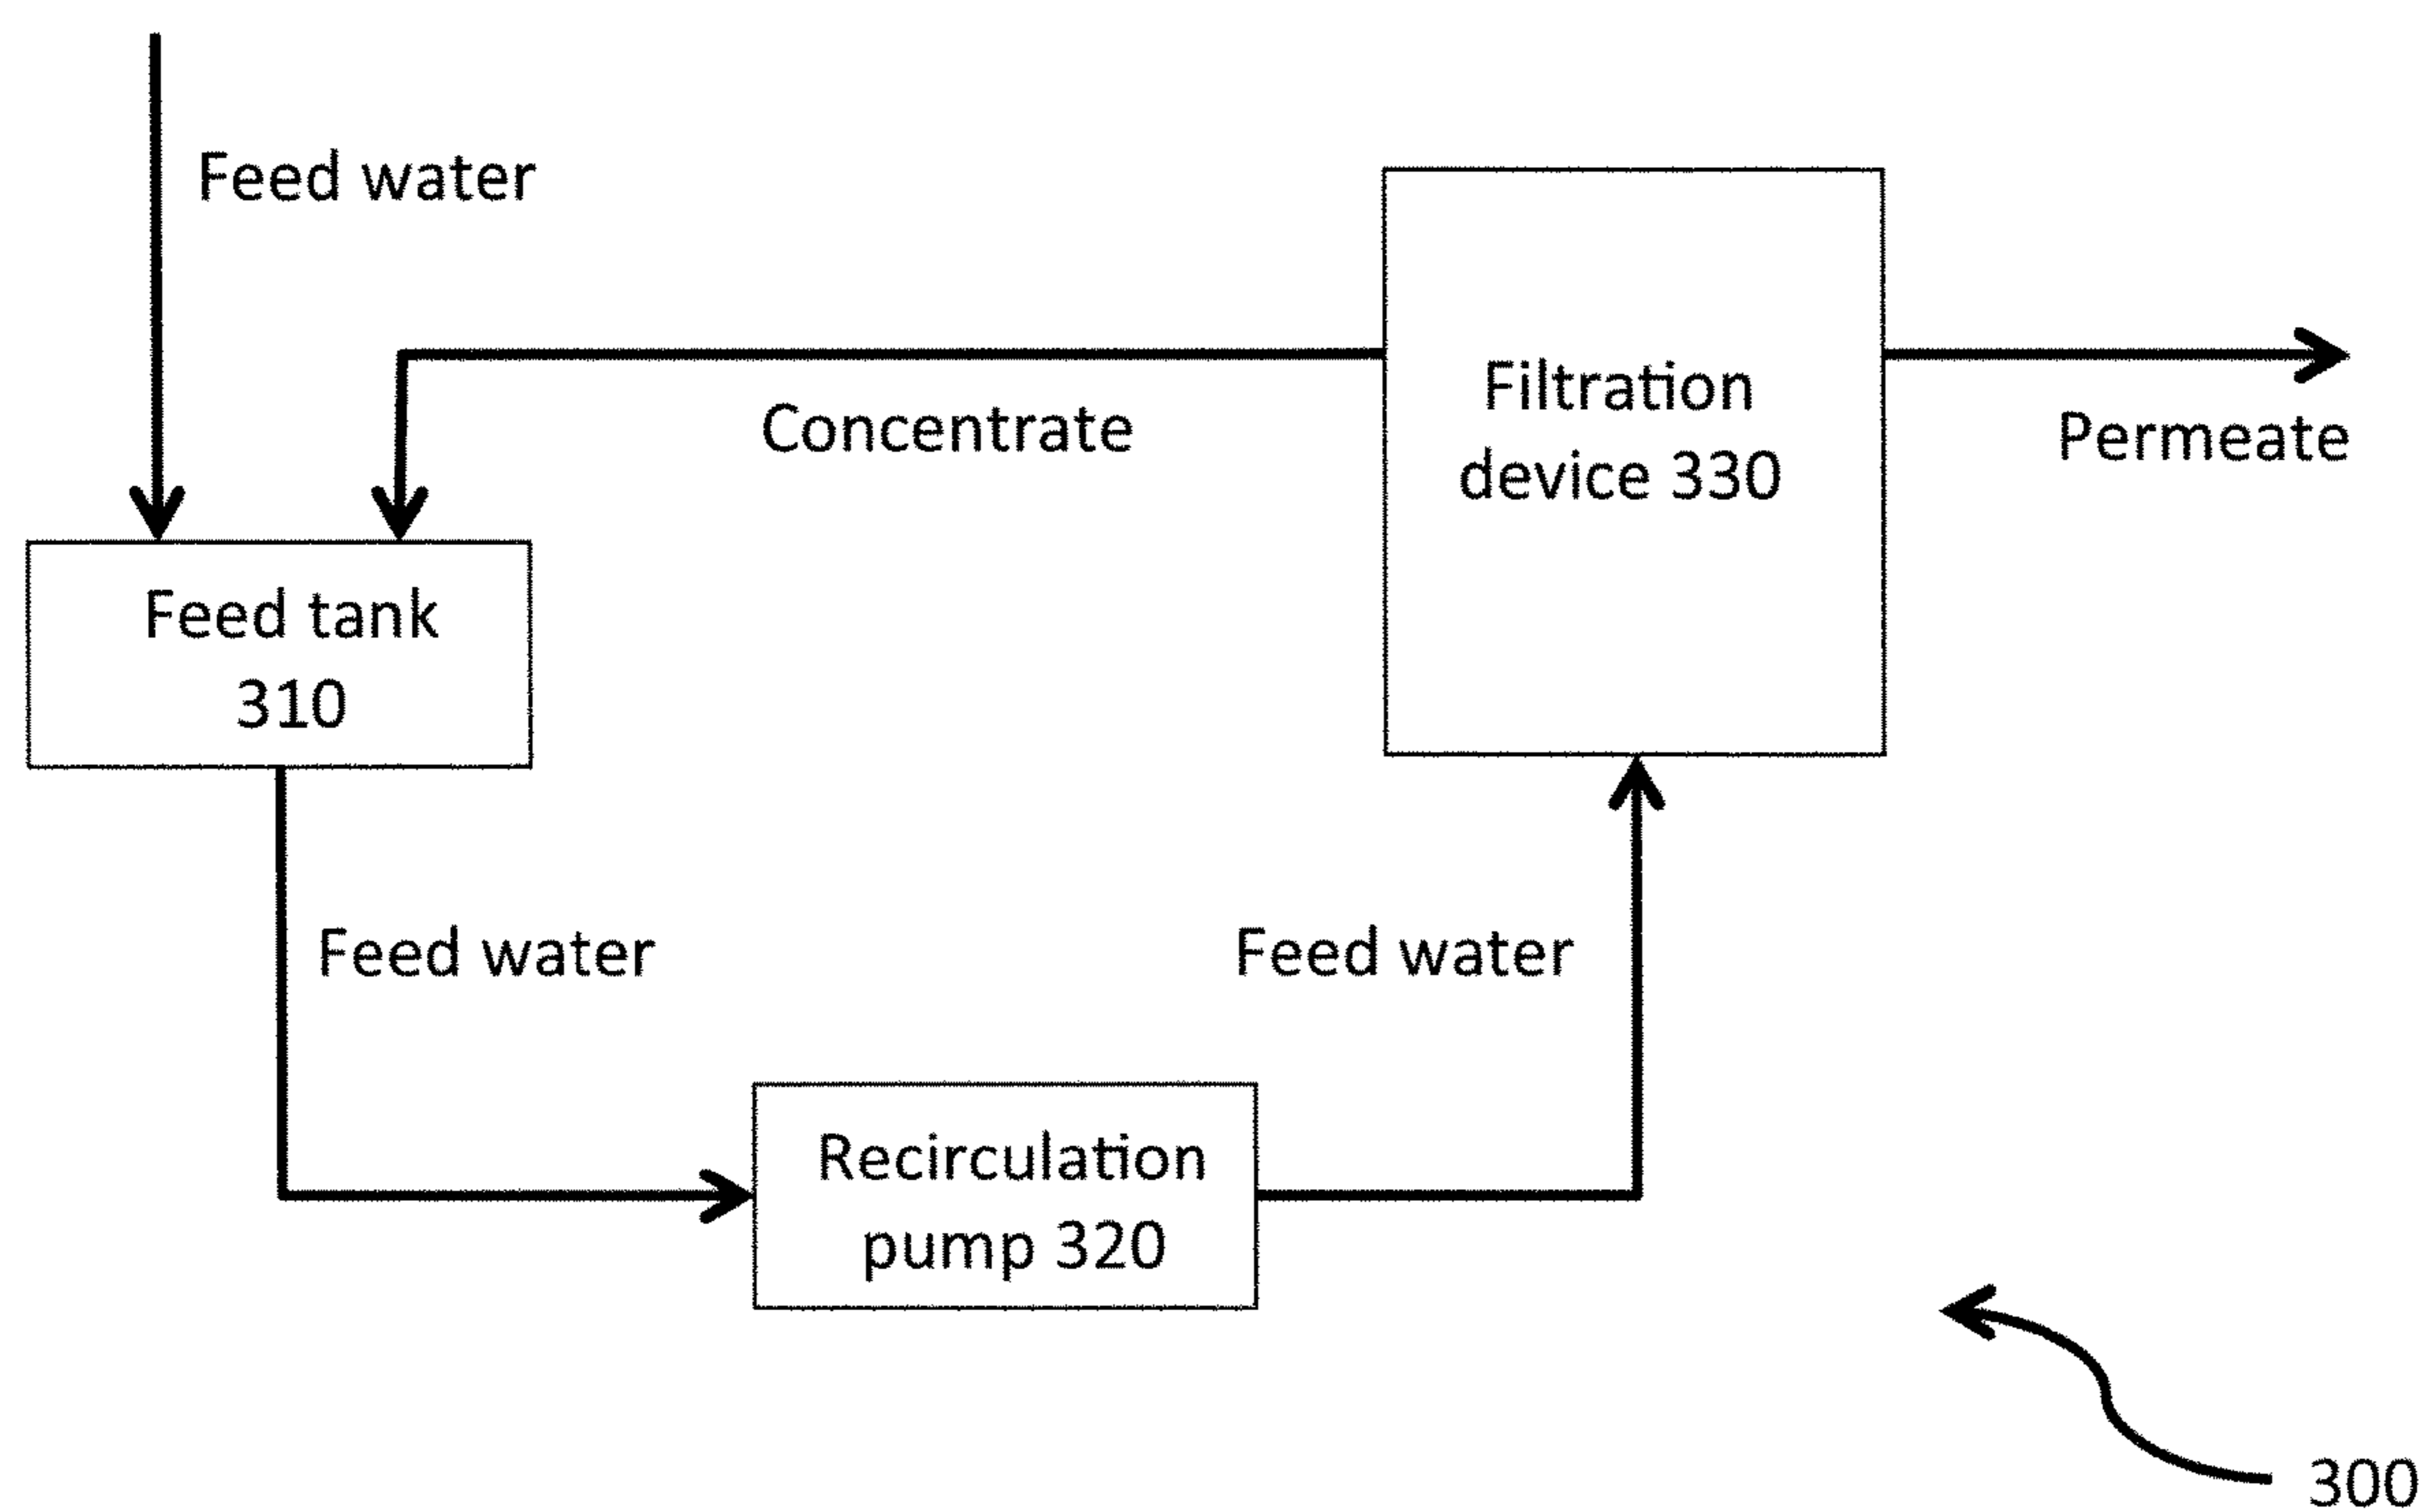 Feed water
Filtration
device 330
Concentrate
Permeate
Feed tank
310
Feed water
Feed water
Recirculation
pump 320
300